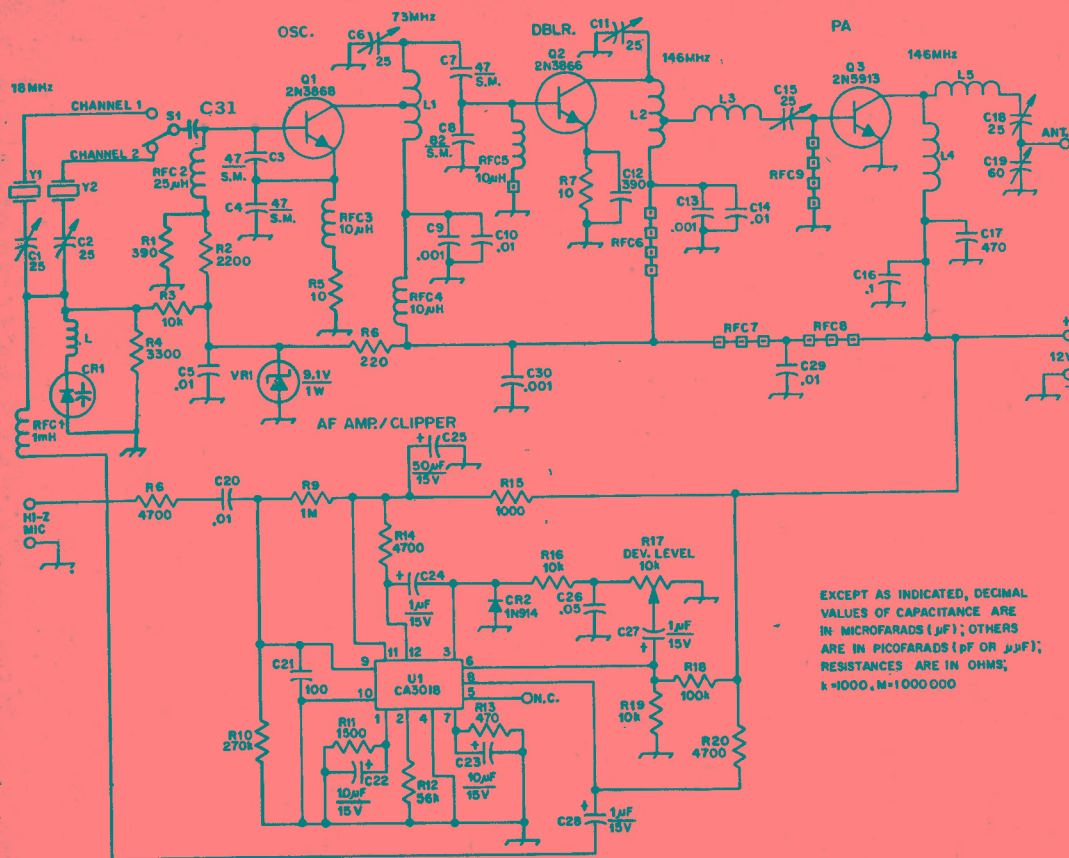 OSC.
73MHz
DBLR.
PA
C6
25
C11
25
18MHz
Q1
2N3868
C7
47
S.M.
Q2
2N3866
146MHz
Q3
2N5913
146MHz
L5
CHANNEL 1
S1
C31
CHANNEL 2
L1
L2
L3
C15
25
C18
25
ANT.
C8
82
S.M.
C3
47
S.M.
Y1
Y2
RFC2
25μH
RFC5
10μH
C19
60
L4
RFC9
C4
47
S.M.
R7
10
C12
390
RFC3
10μH
C1
25
C2
25
R1
390
R2
2200
C9
.001
C10
.01
C13
.001
C14
.01
C17
470
RFC6
C16
.1
R5
10
RFC4
10μH
R3
10k
L
R4
3300
R6
220
RFC7
RFC8
+
12V
-
CR1
C5
.01
VR1
9.1V
1W
C30
.001
C29
.01
RFC1
1mH
AF AMP./CLIPPER
+
C25
50μF
15V
HI-Z
MIC
R6
4700
C20
.01
R9
1M
R15
1000
R14
4700
+
C24
1μF
15V
CR2
1N914
R16
10k
C26
.05
R17
DEV. LEVEL
10k
C27
+
1μF
15V
EXCEPT AS INDICATED, DECIMAL
VALUES OF CAPACITANCE ARE
IN MICROFARADS (μF); OTHERS
ARE IN PICOFARADS (pF OR μμF);
RESISTANCES ARE IN OHMS;
k=1000, M=1000000
C21
100
9
10
11
12
3
6
8
5
U1
CA3018
1
2
4
7
N.C.
R18
100k
R19
10k
R20
4700
R10
270k
R11
1500
+
C22
10μF
15V
R12
56k
R13
470
+
C23
10μF
15V
+
C28
1μF
15V